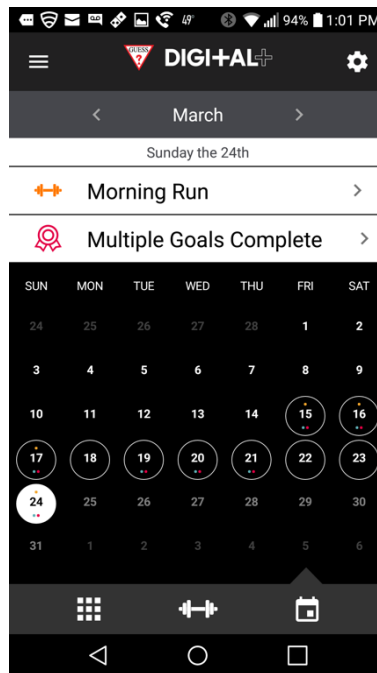 49° 94% 1:01 PM
GUESS ? DIGI+AL+
March
Sunday the 24th
Morning Run
Multiple Goals Complete
SUN MON TUE WED THU FRI SAT
24 25 26 27 28 1 2
3 4 5 6 7 8 9
10 11 12 13 14 15 16
17 18 19 20 21 22 23
24 25 26 27 28 29 30
31 1 2 3 4 5 6